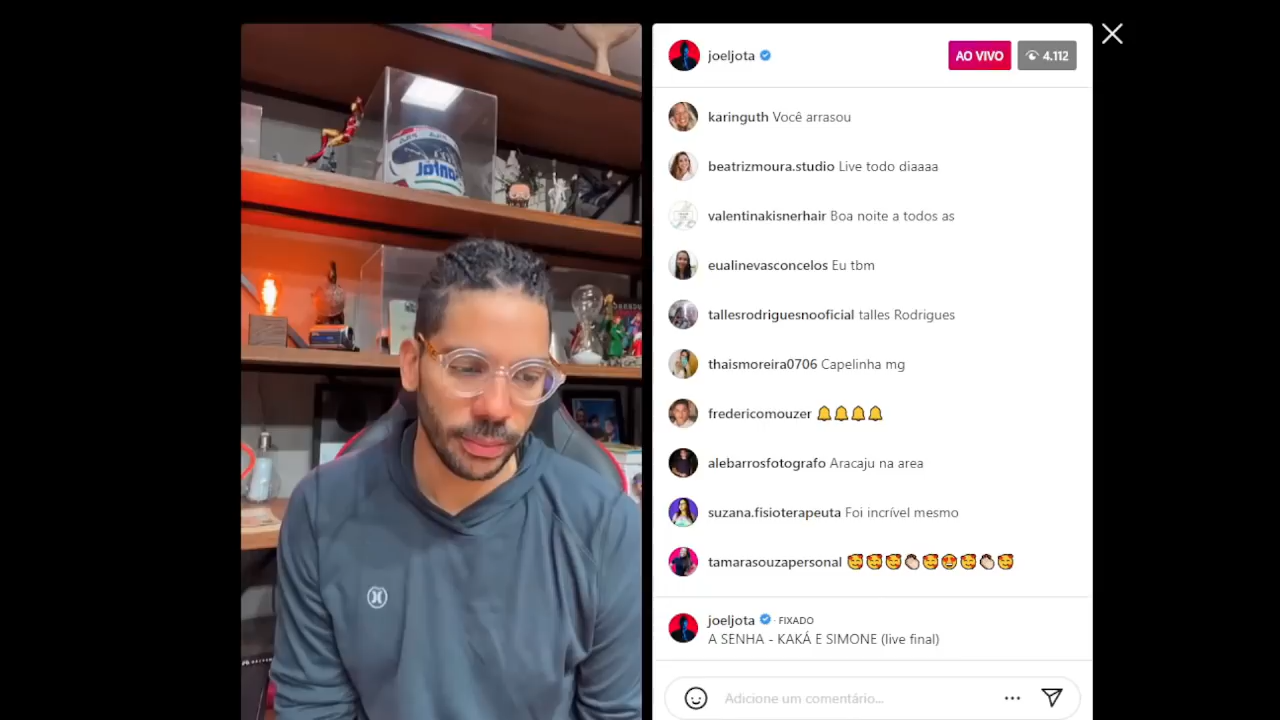 joeljota
AO VIVO
4.112
karinguth Você arrasou
beatrizmoura.studio Live todo diaaaa
valentinakisnerhair Boa noite a todos as
eualinevasconcelos Eu tbm
tallesrodriguesnooficial talles Rodrigues
thaismoreira0706 Capelinha mg
fredericomouzer 🔔🔔🔔🔔
alebarrosfotografo Aracaju na area
suzana.fisioterapeuta Foi incrível mesmo
tamarasouzapersonal 🥰🥰🥰👏🏻🥰😍🥰👏🏻🥰
joeljota · FIXADO
A SENHA - KAKÁ E SIMONE (live final)
Adicione um comentário...